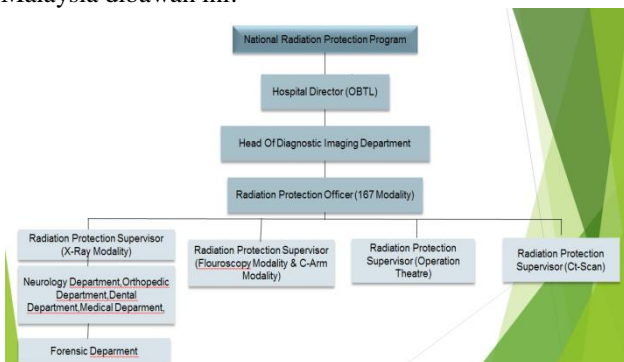 Malaysia dibawah ini:
National Radiation Protection Program
Hospital Director (OBTL)
Head Of Diagnostic Imaging Department
Radiation Protection Officer (167 Modality)
Radiation Protection Supervisor
(X-Ray Modality)
Radiation Protection Supervisor
(Flouroscopy Modality & C-Arm
Modality)
Radiation Protection
Supervisor (Operation
Theatre)
Radiation Protection
Supervisor (Ct-Scan)
Neurology Department,Orthopedic
Department,Dental
Department,Medical Deparment,
Forensic Deparment